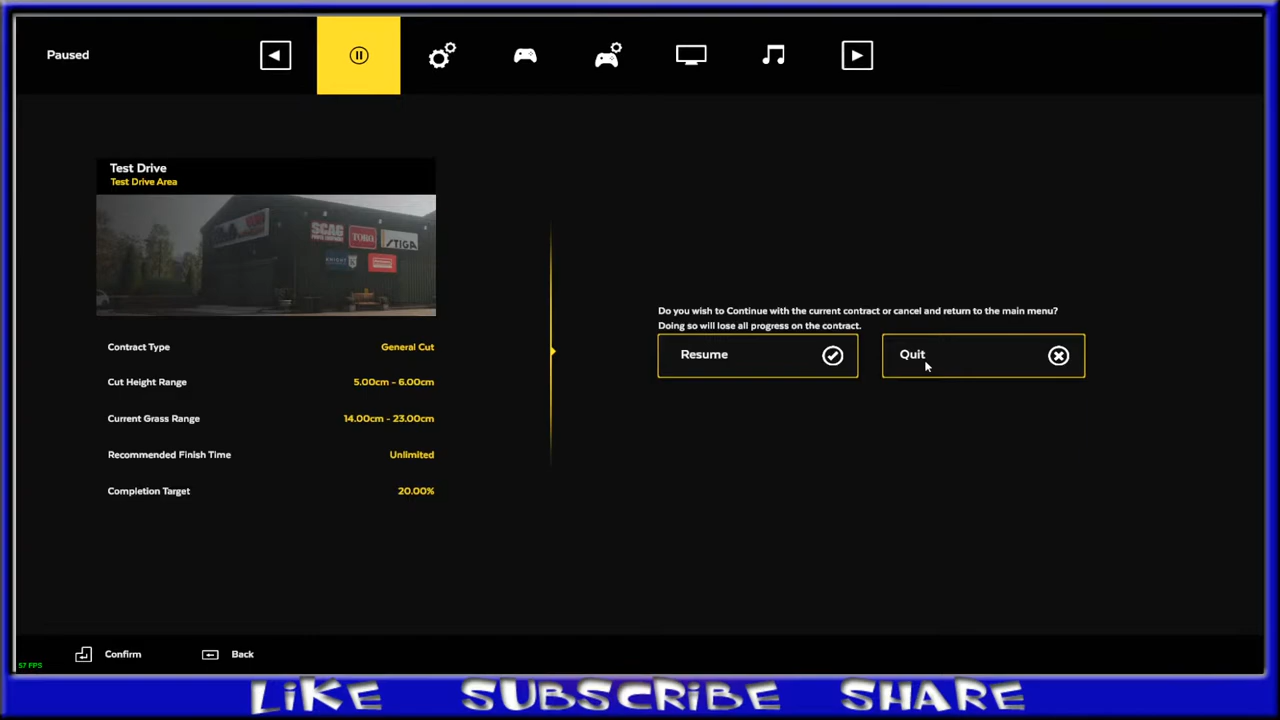 Paused
Test Drive
Test Drive Area
SCAG
TORO
STIGA
KNIGHT
Contract Type General Cut
Cut Height Range 5.00cm - 6.00cm
Current Grass Range 14.00cm - 23.00cm
Recommended Finish Time Unlimited
Completion Target 20.00%
Do you wish to Continue with the current contract or cancel and return to the main menu?
Doing so will lose all progress on the contract.
Resume Quit
Confirm Back
57 FPS
LiKE SUBSCRiBE SHARE